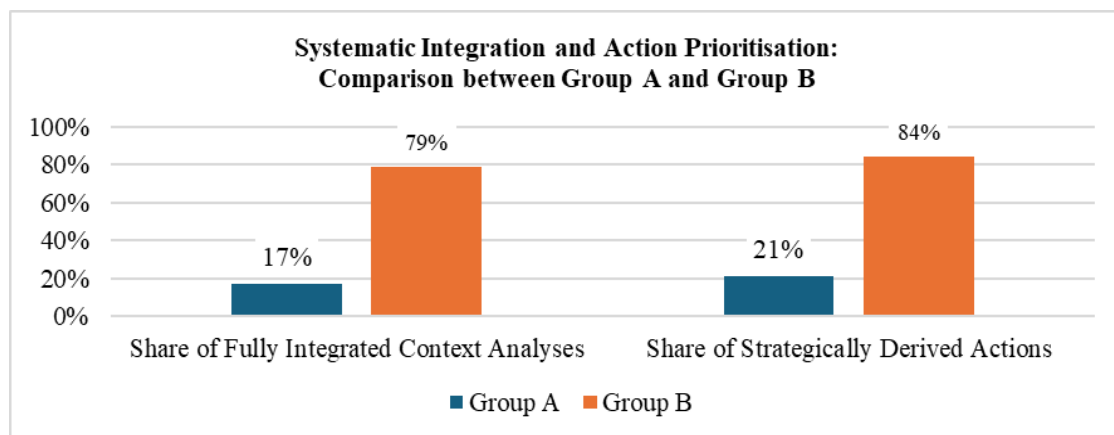 Systematic Integration and Action Prioritisation:
Comparison between Group A and Group B
100%
80%
60%
40%
20%
0%
17%
79%
21%
84%
Share of Fully Integrated Context Analyses
Share of Strategically Derived Actions
Group A
Group B